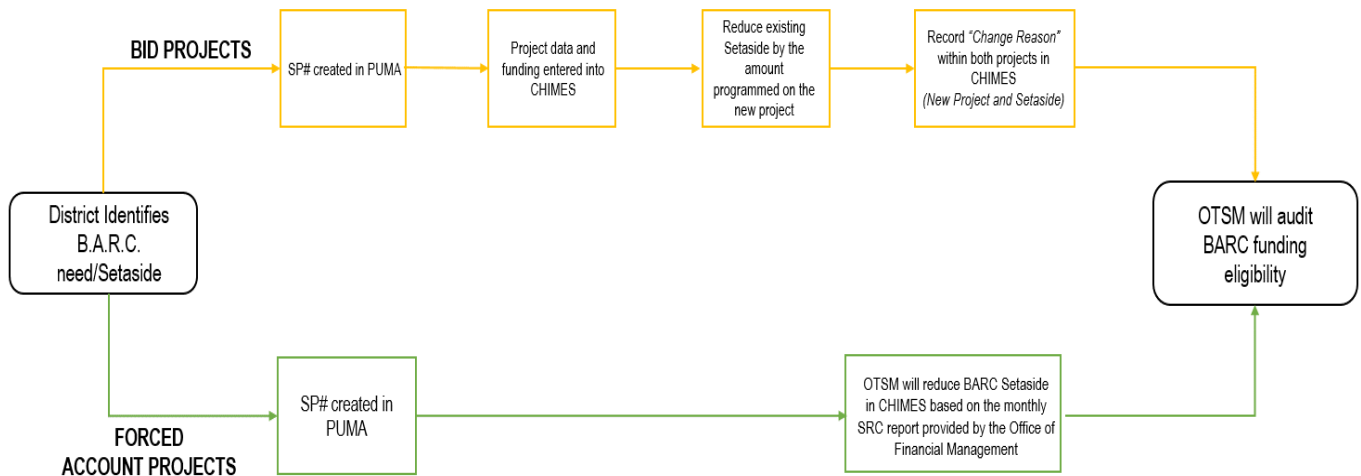 BID PROJECTS
SP# created in PUMA
Project data and
funding entered into
CHIMES
Reduce existing
Setaside by the
amount
programmed on the
new project
Record "Change Reason"
within both projects in
CHIMES
(New Project and Setaside)
District Identifies
B.A.R.C.
need/Setaside
OTSM will audit
BARC funding
eligibility
FORCED
ACCOUNT PROJECTS
SP# created in
PUMA
OTSM will reduce BARC Setaside
in CHIMES based on the monthly
SRC report provided by the Office of
Financial Management